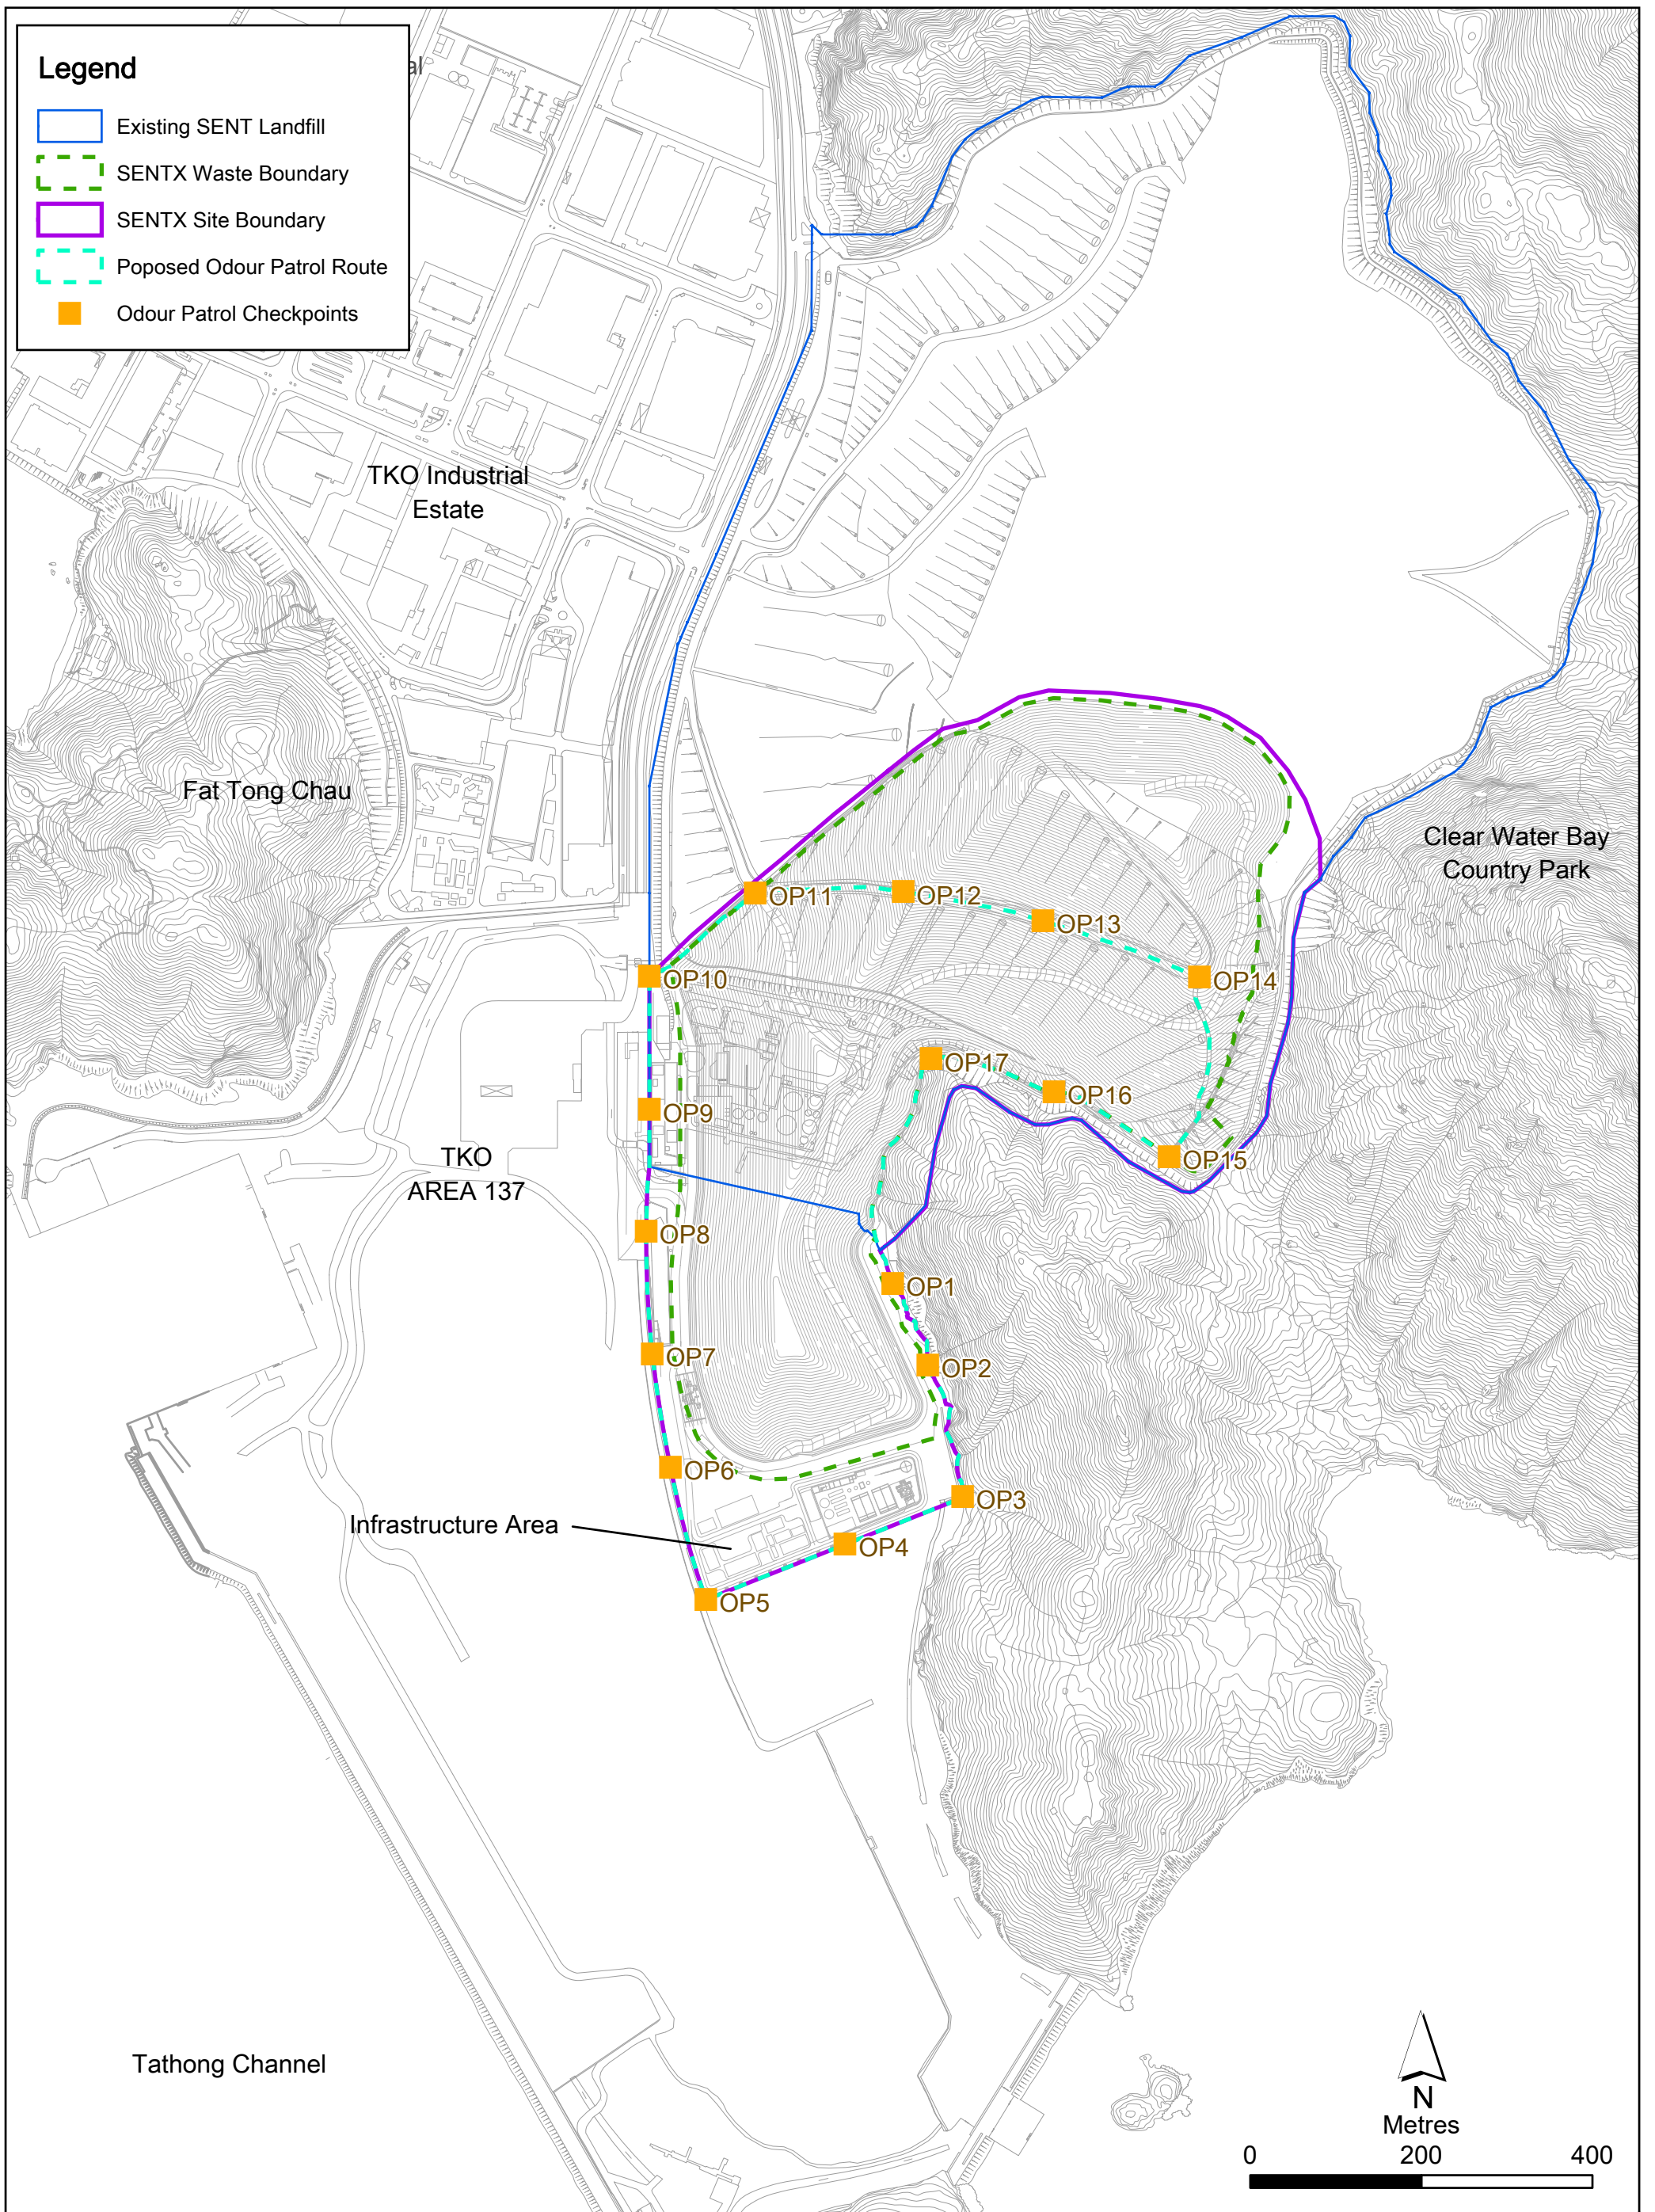 Legend
al
Existing SENT Landfill
SENTX Waste Boundary
SENTX Site Boundary
Poposed Odour Patrol Route
Odour Patrol Checkpoints
TKO Industrial
Estate
Fat Tong Chau
Clear Water Bay
Country Park
OP11
OP12
OP13
OP10
OP14
OP17
OP16
OP9
OP15
TKO
AREA 137
OP8
OP1
OP7
OP2
OP6
OP3
Infrastructure Area
OP4
OP5
Tathong Channel
N
Metres
0 200 400